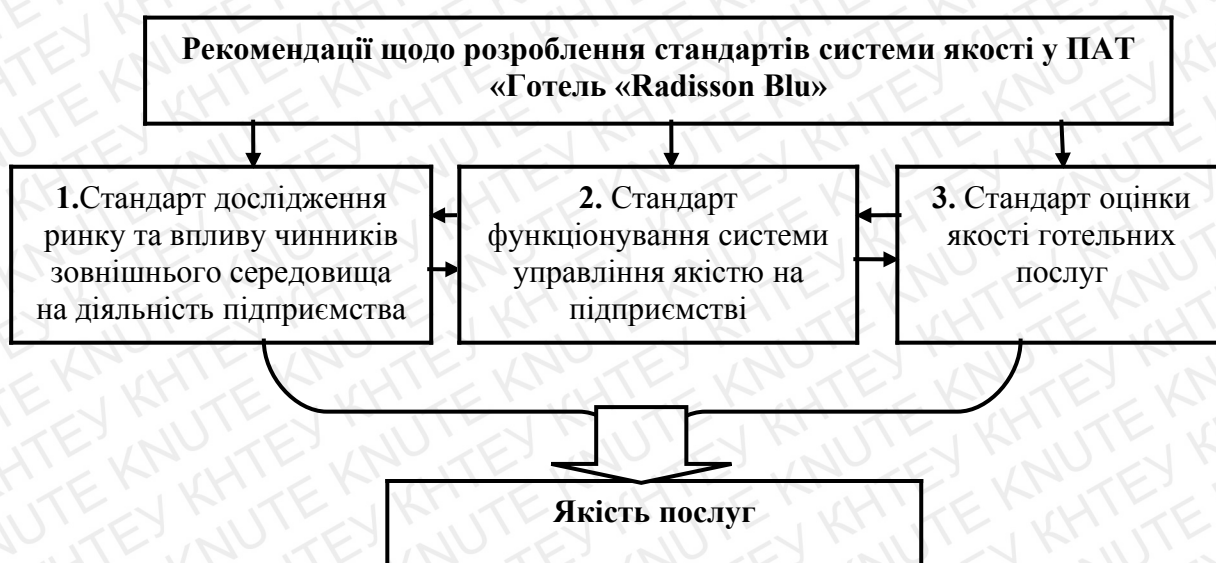 Рекомендації щодо розроблення стандартів системи якості у ПАТ
«Готель «Radisson Blu»
1.Стандарт дослідження
ринку та впливу чинників
зовнішнього середовища
на діяльність підприємства
2. Стандарт
функціонування системи
управління якістю на
підприємстві
3. Стандарт оцінки
якості готельних
послуг
Якість послуг
KNUTE КНТЕУ